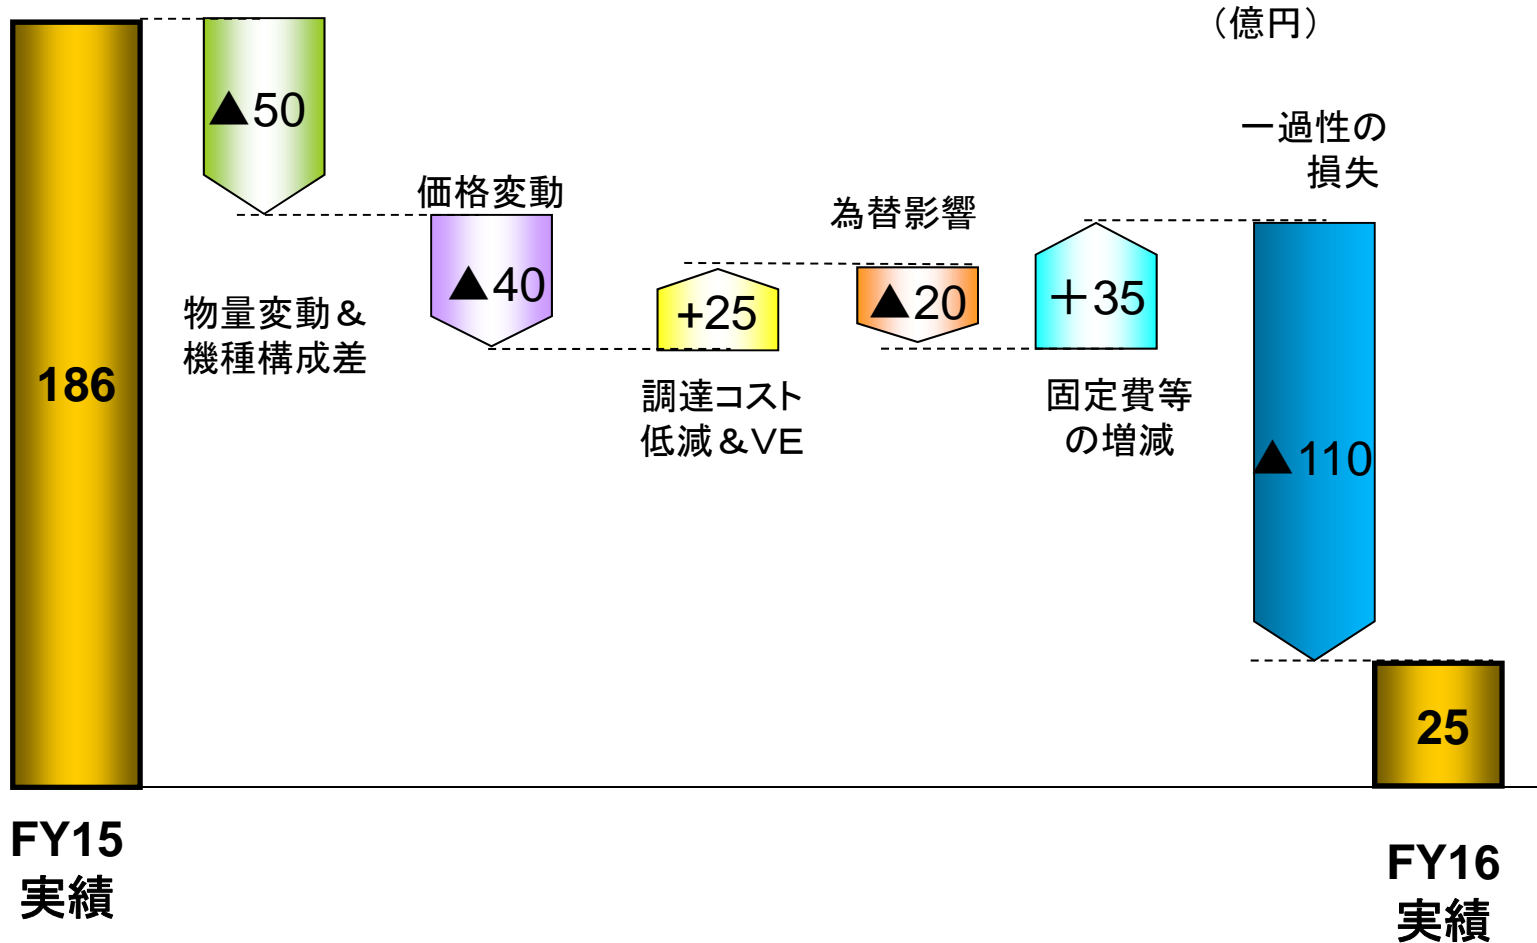 （億円）
▲50
一過性の
損失
価格変動
為替影響
▲40
+25
▲20
＋35
物量変動＆
機種構成差
186
調達コスト
低減＆VE
固定費等
の増減
▲110
25
FY15
実績
FY16
実績